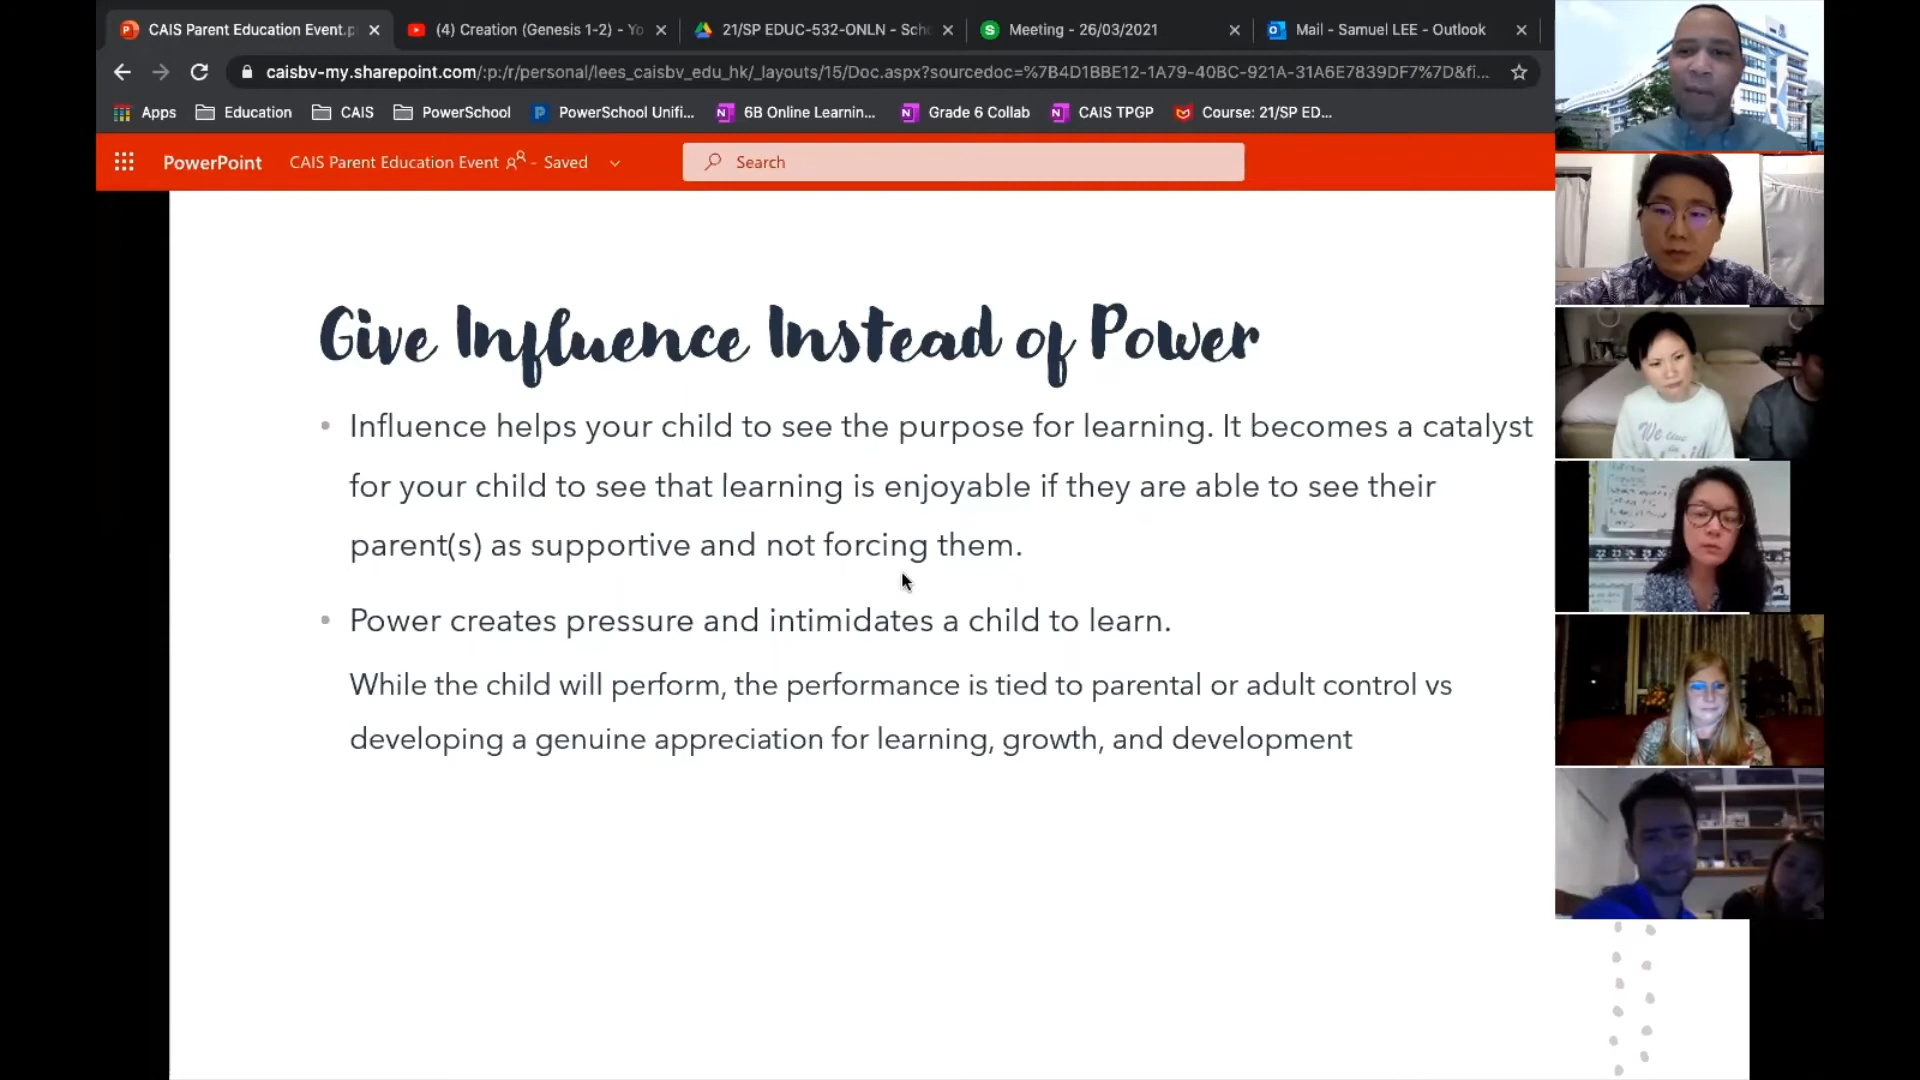 CAIS Parent Education Event.p
(4) Creation (Genesis 1-2) - Yo
21/SP EDUC-532-ONLN - Sch
Meeting - 26/03/2021
Mail - Samuel LEE - Outlook
caisbv-my.sharepoint.com/:p:/r/personal/lees_caisbv_edu_hk/_layouts/15/Doc.aspx?sourcedoc=%7B4D1BBE12-1A79-40BC-921A-31A6E7839DF7%7D&fi...
Apps
Education
CAIS
PowerSchool
PowerSchool Unifi...
6B Online Learnin...
Grade 6 Collab
CAIS TPGP
Course: 21/SP ED...
PowerPoint
CAIS Parent Education Event - Saved
Search
Give Influence Instead of Power
• Influence helps your child to see the purpose for learning. It becomes a catalyst
for your child to see that learning is enjoyable if they are able to see their
parent(s) as supportive and not forcing them.
• Power creates pressure and intimidates a child to learn.
While the child will perform, the performance is tied to parental or adult control vs
developing a genuine appreciation for learning, growth, and development